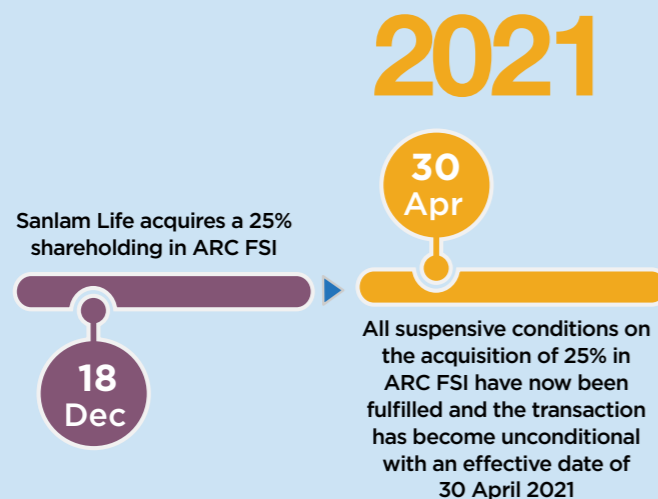 2021
Sanlam Life acquires a 25%
shareholding in ARC FSI
18
Dec
30
Apr
All suspensive conditions on
the acquisition of 25% in
ARC FSI have now been
fulfilled and the transaction
has become unconditional
with an effective date of
30 April 2021